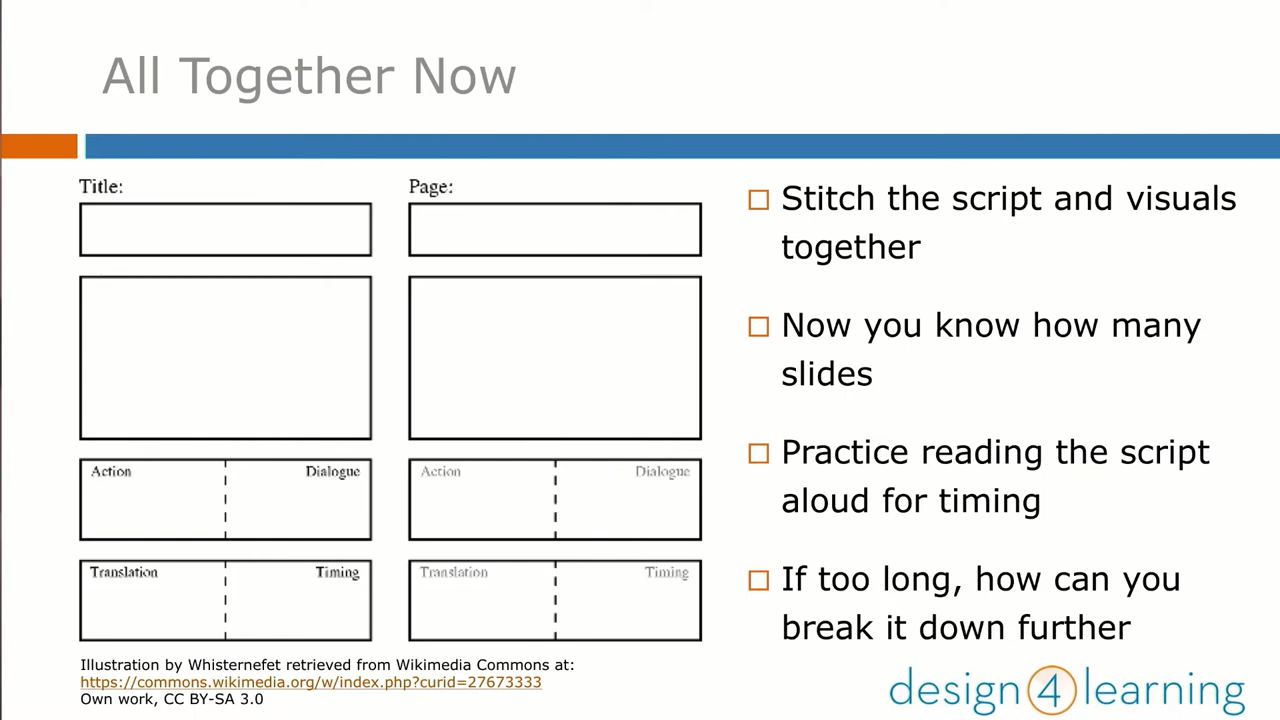 All Together Now
Title:
Page:
Action
Dialogue
Action
Dialogue
Translation
Timing
Translation
Timing
Illustration by Whisternefet retrieved from Wikimedia Commons at:
https://commons.wikimedia.org/w/index.php?curid=27673333
Own work, CC BY-SA 3.0
Stitch the script and visuals
together
Now you know how many
slides
Practice reading the script
aloud for timing
If too long, how can you
break it down further
design 4 learning